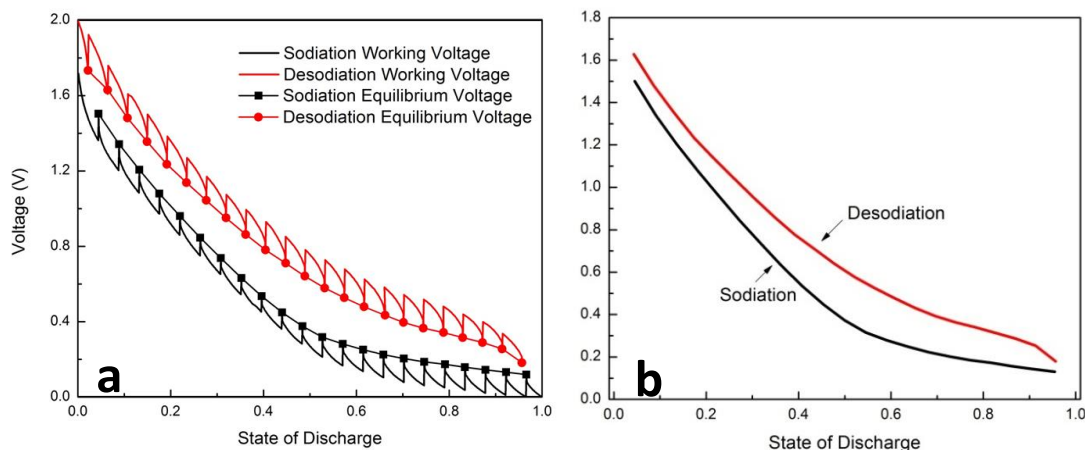 2.0
1.6
1.2
0.8
0.4
0.0
Voltage (V)
Sodiation Working Voltage
Desodiation Working Voltage
Sodiation Equilibrium Voltage
Desodiation Equilibrium Voltage
a
0.0 0.2 0.4 0.6 0.8 1.0
State of Discharge
1.8
1.6
1.4
1.2
1.0
0.8
0.6
0.4
0.2
0.0
Desodiation
Sodiation
b
0.0 0.2 0.4 0.6 0.8 1.0
State of Discharge